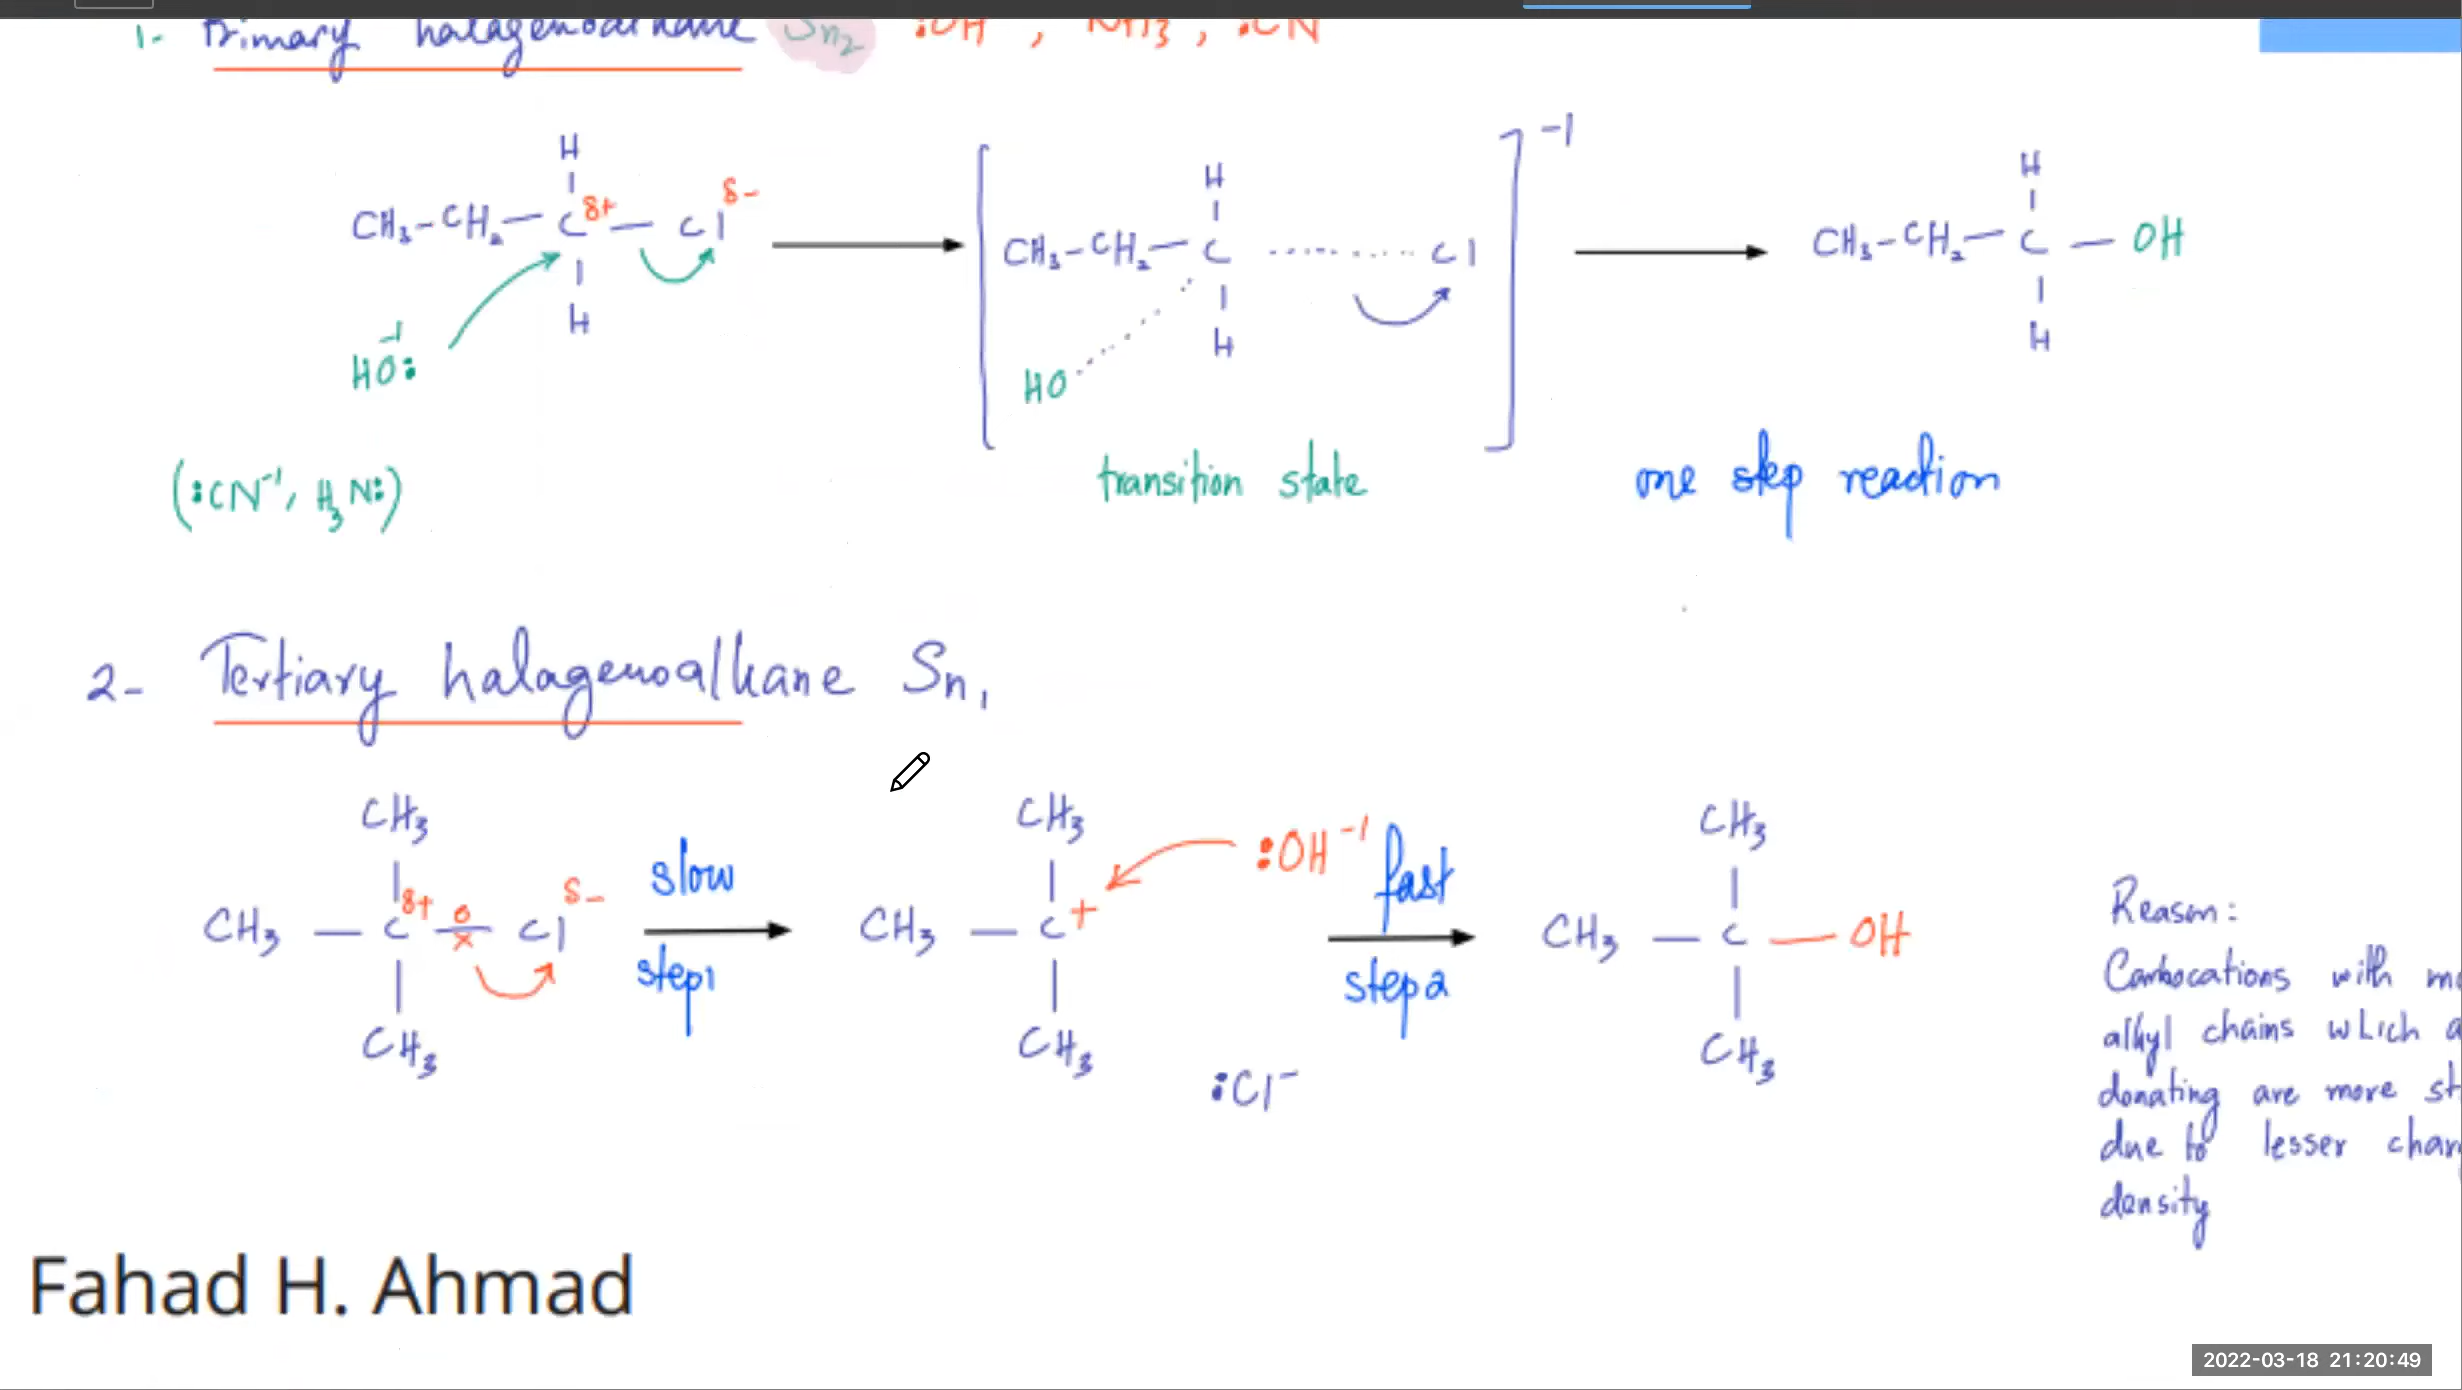 1- Primary halagenoalkane Sn2 :OH , NH3 , :CN
H H H
CH3-CH2-C δ+ - Cl δ- CH3-CH2-C ........ Cl ] -1 CH3-CH2-C-OH
H H H
HO: -1 HO
(:CN-1, H3N:) transition state one step reaction
2- Tertiary halagenoalkane Sn1
CH3 CH3 :OH-1 CH3
CH3-C δ+ -Cl δ- slow step1 CH3-C+ fast step2 CH3-C-OH
CH3 CH3 :Cl- CH3
Reason:
Carbocations with
alkyl chains which
donating are more
due to lesser
density
Fahad H. Ahmad
2022-03-18 21:20:49